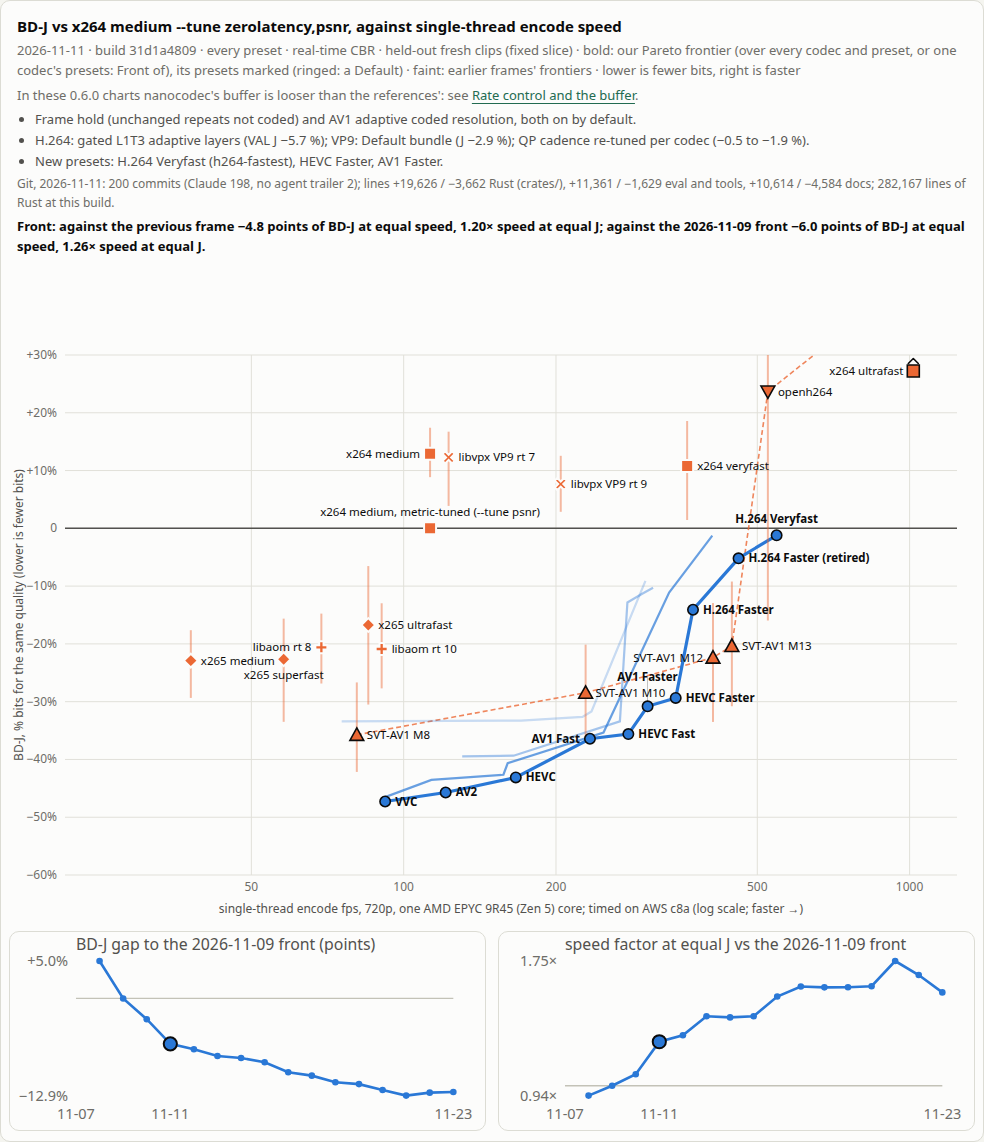 BD-J vs x264 medium --tune zerolatency,psnr, against single-thread encode speed
2026-11-11 · build 31d1a4809 · every preset · real-time CBR · held-out fresh clips (fixed slice) · bold: our Pareto frontier (over every codec and preset, or one
codec's presets: Front of), its presets marked (ringed: a Default) · faint: earlier frames' frontiers · lower is fewer bits, right is faster
In these 0.6.0 charts nanocodec's buffer is looser than the references': see Rate control and the buffer.
• Frame hold (unchanged repeats not coded) and AV1 adaptive coded resolution, both on by default.
• H.264: gated L1T3 adaptive layers (VAL J −5.7 %); VP9: Default bundle (J −2.9 %); QP cadence re-tuned per codec (−0.5 to −1.9 %).
• New presets: H.264 Veryfast (h264-fastest), HEVC Faster, AV1 Faster.
Git, 2026-11-11: 200 commits (Claude 198, no agent trailer 2); lines +19,626 / −3,662 Rust (crates/), +11,361 / −1,629 eval and tools, +10,614 / −4,584 docs; 282,167 lines of
Rust at this build.
Front: against the previous frame −4.8 points of BD-J at equal speed, 1.20× speed at equal J; against the 2026-11-09 front −6.0 points of BD-J at equal
speed, 1.26× speed at equal J.
BD-J, % bits for the same quality (lower is fewer bits)
+30%
x264 ultrafast
openh264
+20%
x264 medium
libvpx VP9 rt 7
+10%
x264 veryfast
libvpx VP9 rt 9
x264 medium, metric-tuned (--tune psnr)
H.264 Veryfast
0
H.264 Faster (retired)
−10%
H.264 Faster
x265 ultrafast
−20%
libaom rt 8
libaom rt 10
SVT-AV1 M13
x265 medium
SVT-AV1 M12
x265 superfast
AV1 Faster
SVT-AV1 M10
HEVC Faster
−30%
SVT-AV1 M8
HEVC Fast
AV1 Fast
−40%
HEVC
AV2
VVC
−50%
−60%
50
100
200
500
1000
single-thread encode fps, 720p, one AMD EPYC 9R45 (Zen 5) core; timed on AWS c8a (log scale; faster →)
BD-J gap to the 2026-11-09 front (points)
+5.0%
−12.9%
11-07
11-11
11-23
speed factor at equal J vs the 2026-11-09 front
1.75×
0.94×
11-07
11-11
11-23